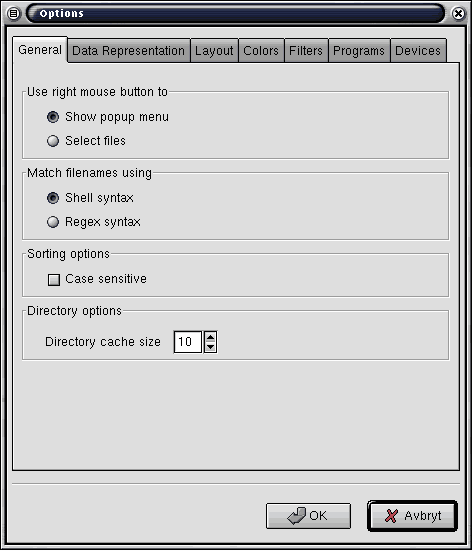 Options
General Data Representation Layout Colors Filters Programs Devices
Use right mouse button to
Show popup menu
Select files
Match filenames using
Shell syntax
Regex syntax
Sorting options
Case sensitive
Directory options
Directory cache size 10
OK Avbryt